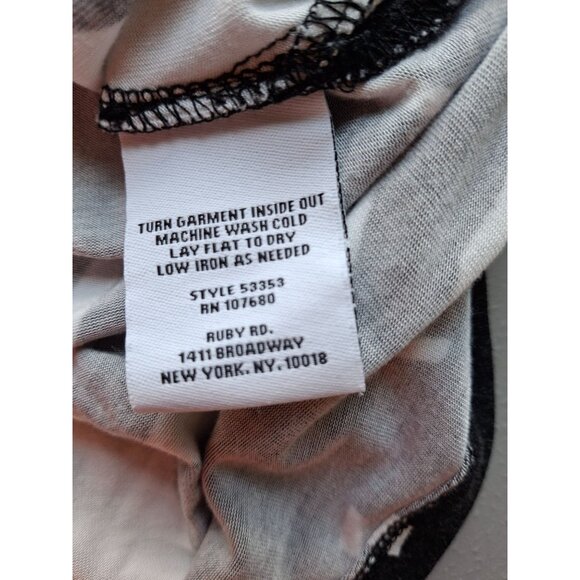 TURN GARMENT INSIDE OUT
MACHINE WASH COLD
LAY FLAT TO DRY
LOW IRON AS NEEDED
STYLE 53353
RN 107680
RUBY RD.
1411 BROADWAY
NEW YORK, NY. 10018